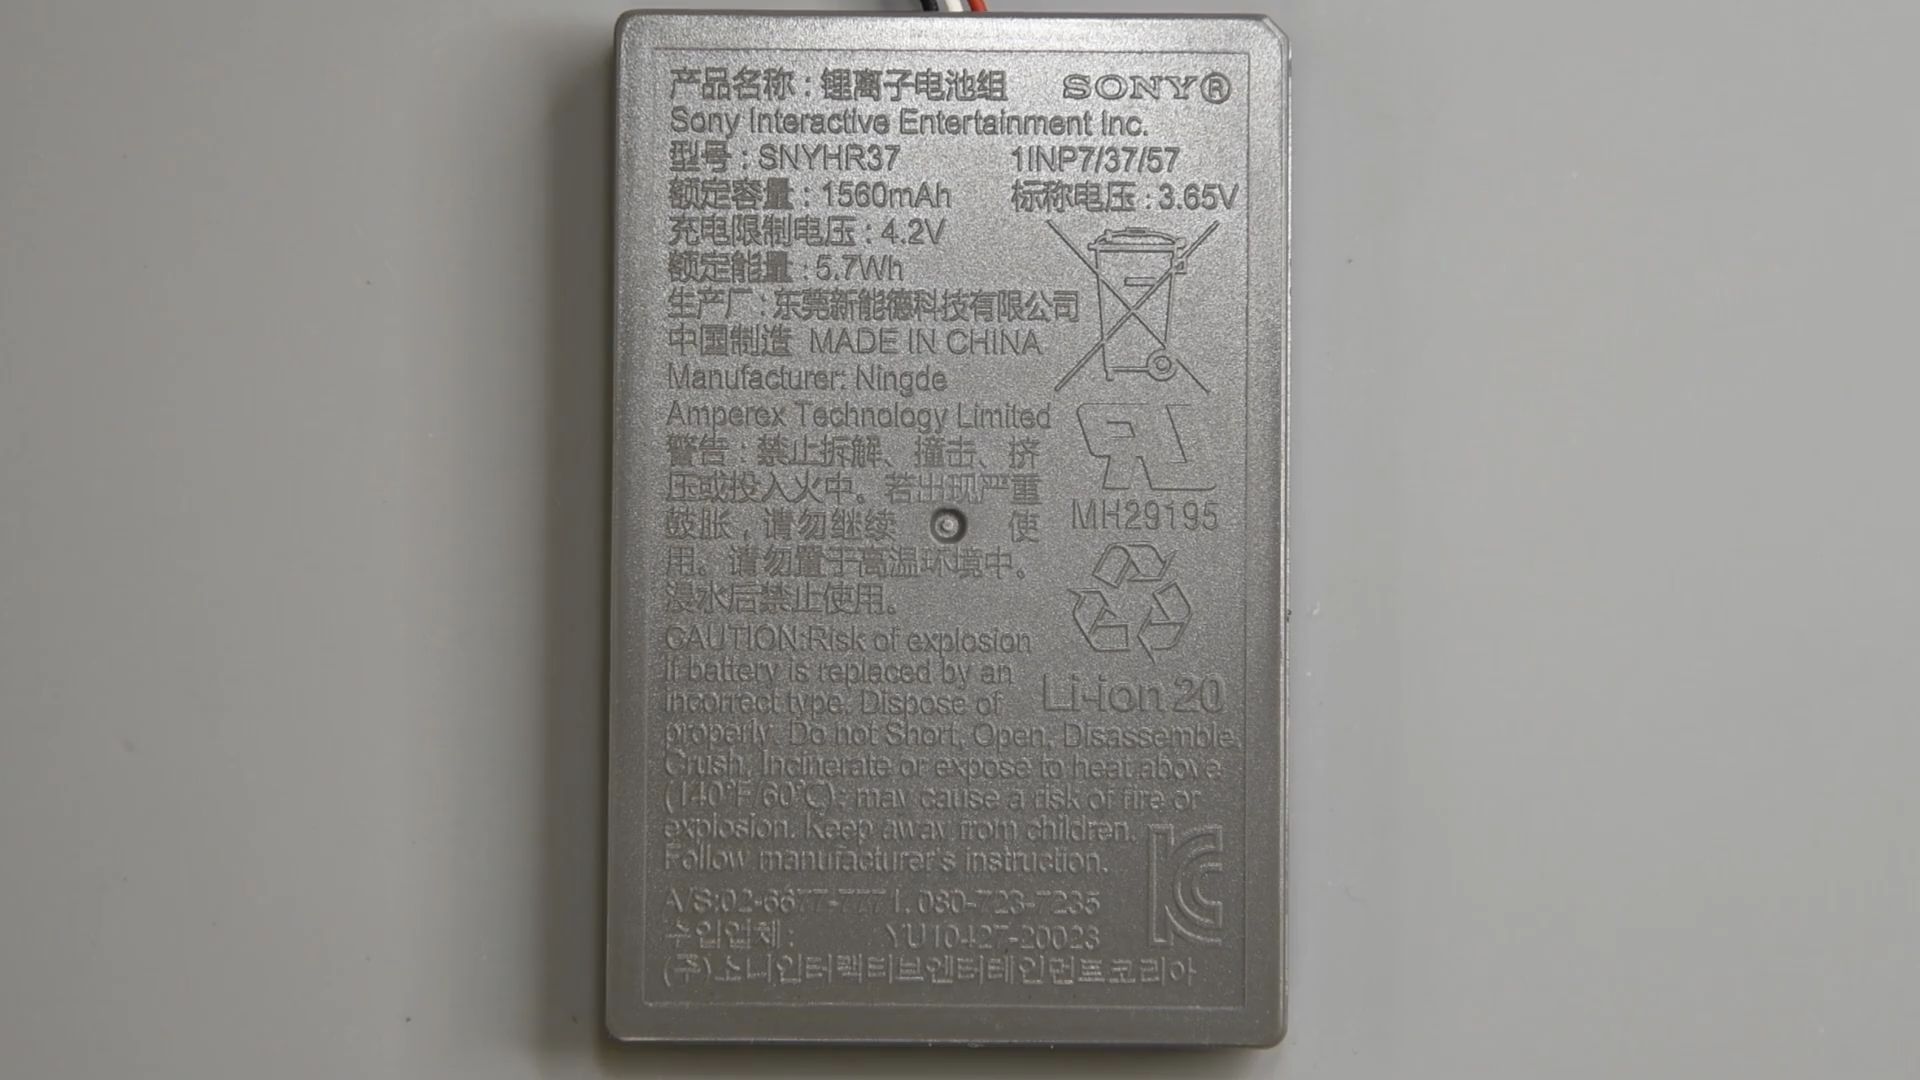 产品名称：锂离子电池组 SONY®
Sony Interactive Entertainment Inc.
型号：SNYHR37 1INP7/37/57
额定容量：1560mAh 标称电压：3.65V
充电限制电压：4.2V
额定能量：5.7Wh
生产厂：东莞新能德科技有限公司
中国制造 MADE IN CHINA
Manufacturer: Ningde
Amperex Technology Limited
警告：禁止拆解、撞击、挤
压或投入火中。若出现严重
鼓胀，请勿继续 使
用。请勿置于高温环境中。
浸水后禁止使用。
MH29195
CAUTION:Risk of explosion
if battery is replaced by an
incorrect type. Dispose of
properly. Do not Short, Open, Disassemble,
Crush, Incinerate or expose to heat above
(140°F/60°C); may cause a risk of fire or
explosion. Keep away from children.
Follow manufacturer's instruction.
Li-ion 20
A/S:02-6677-7771, 080-723-7235
수입업체: YU10427-20023
(주)소니인터랙티브엔터테인먼트코리아